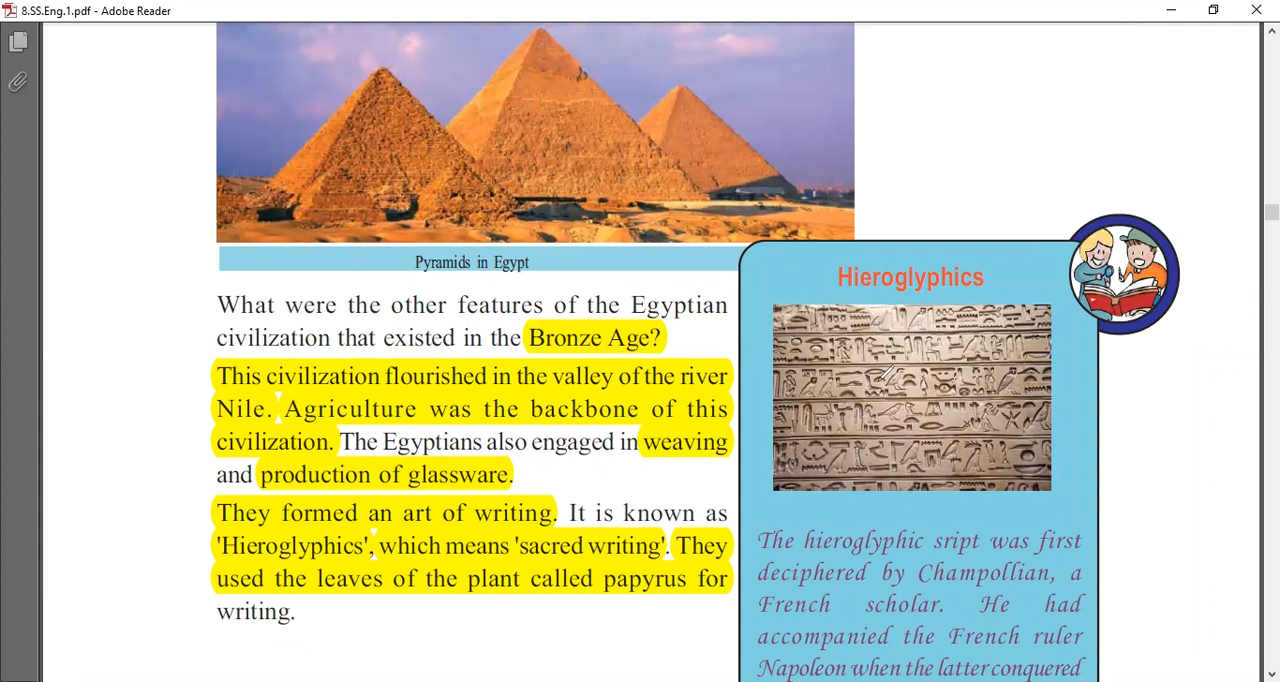 8.SS.Eng.1.pdf - Adobe Reader
Pyramids in Egypt
What were the other features of the Egyptian
civilization that existed in the Bronze Age?
This civilization flourished in the valley of the river
Nile. Agriculture was the backbone of this
civilization. The Egyptians also engaged in weaving
and production of glassware.
They formed an art of writing. It is known as
'Hieroglyphics', which means 'sacred writing'. They
used the leaves of the plant called papyrus for
writing.
Hieroglyphics
The hieroglyphic sript was first
deciphered by Champollian, a
French scholar. He had
accompanied the French ruler
Napoleon when the latter conquered